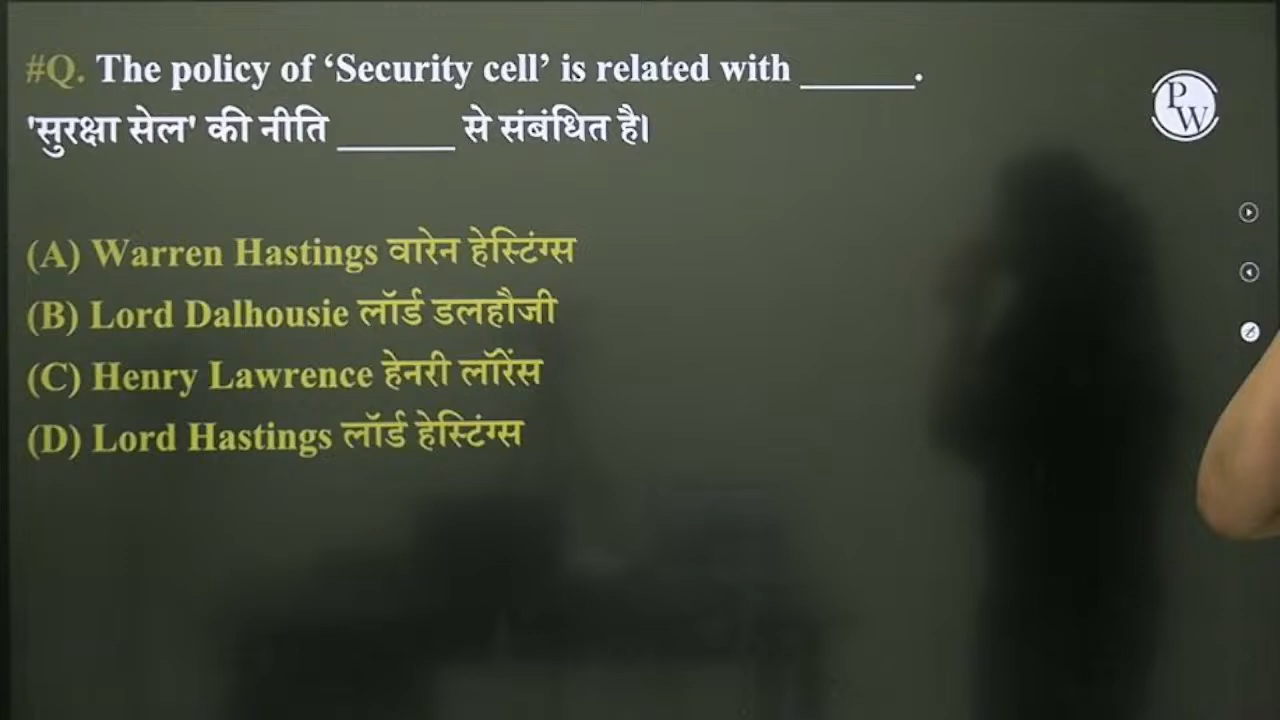 #Q. The policy of ‘Security cell’ is related with ______.
'सुरक्षा सेल' की नीति ______ से संबंधित है।
PW
(A) Warren Hastings वारेन हेस्टिंग्स
(B) Lord Dalhousie लॉर्ड डलहौजी
(C) Henry Lawrence हेनरी लॉरेंस
(D) Lord Hastings लॉर्ड हेस्टिंग्स